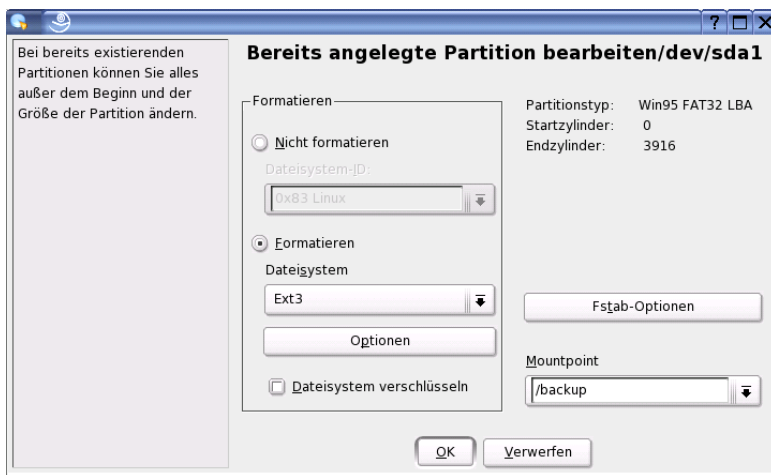 Bei bereits existierenden
Partitionen können Sie alles
außer dem Beginn und der
Größe der Partition ändern.
Bereits angelegte Partition bearbeiten/dev/sda1
Formatieren
Nicht formatieren
Dateisystem-ID:
0x83 Linux
Formatieren
Dateisystem
Ext3
Optionen
Dateisystem verschlüsseln
Partitionstyp: Win95 FAT32 LBA
Startzylinder: 0
Endzylinder: 3916
Fstab-Optionen
Mountpoint
/backup
OK
Verwerfen